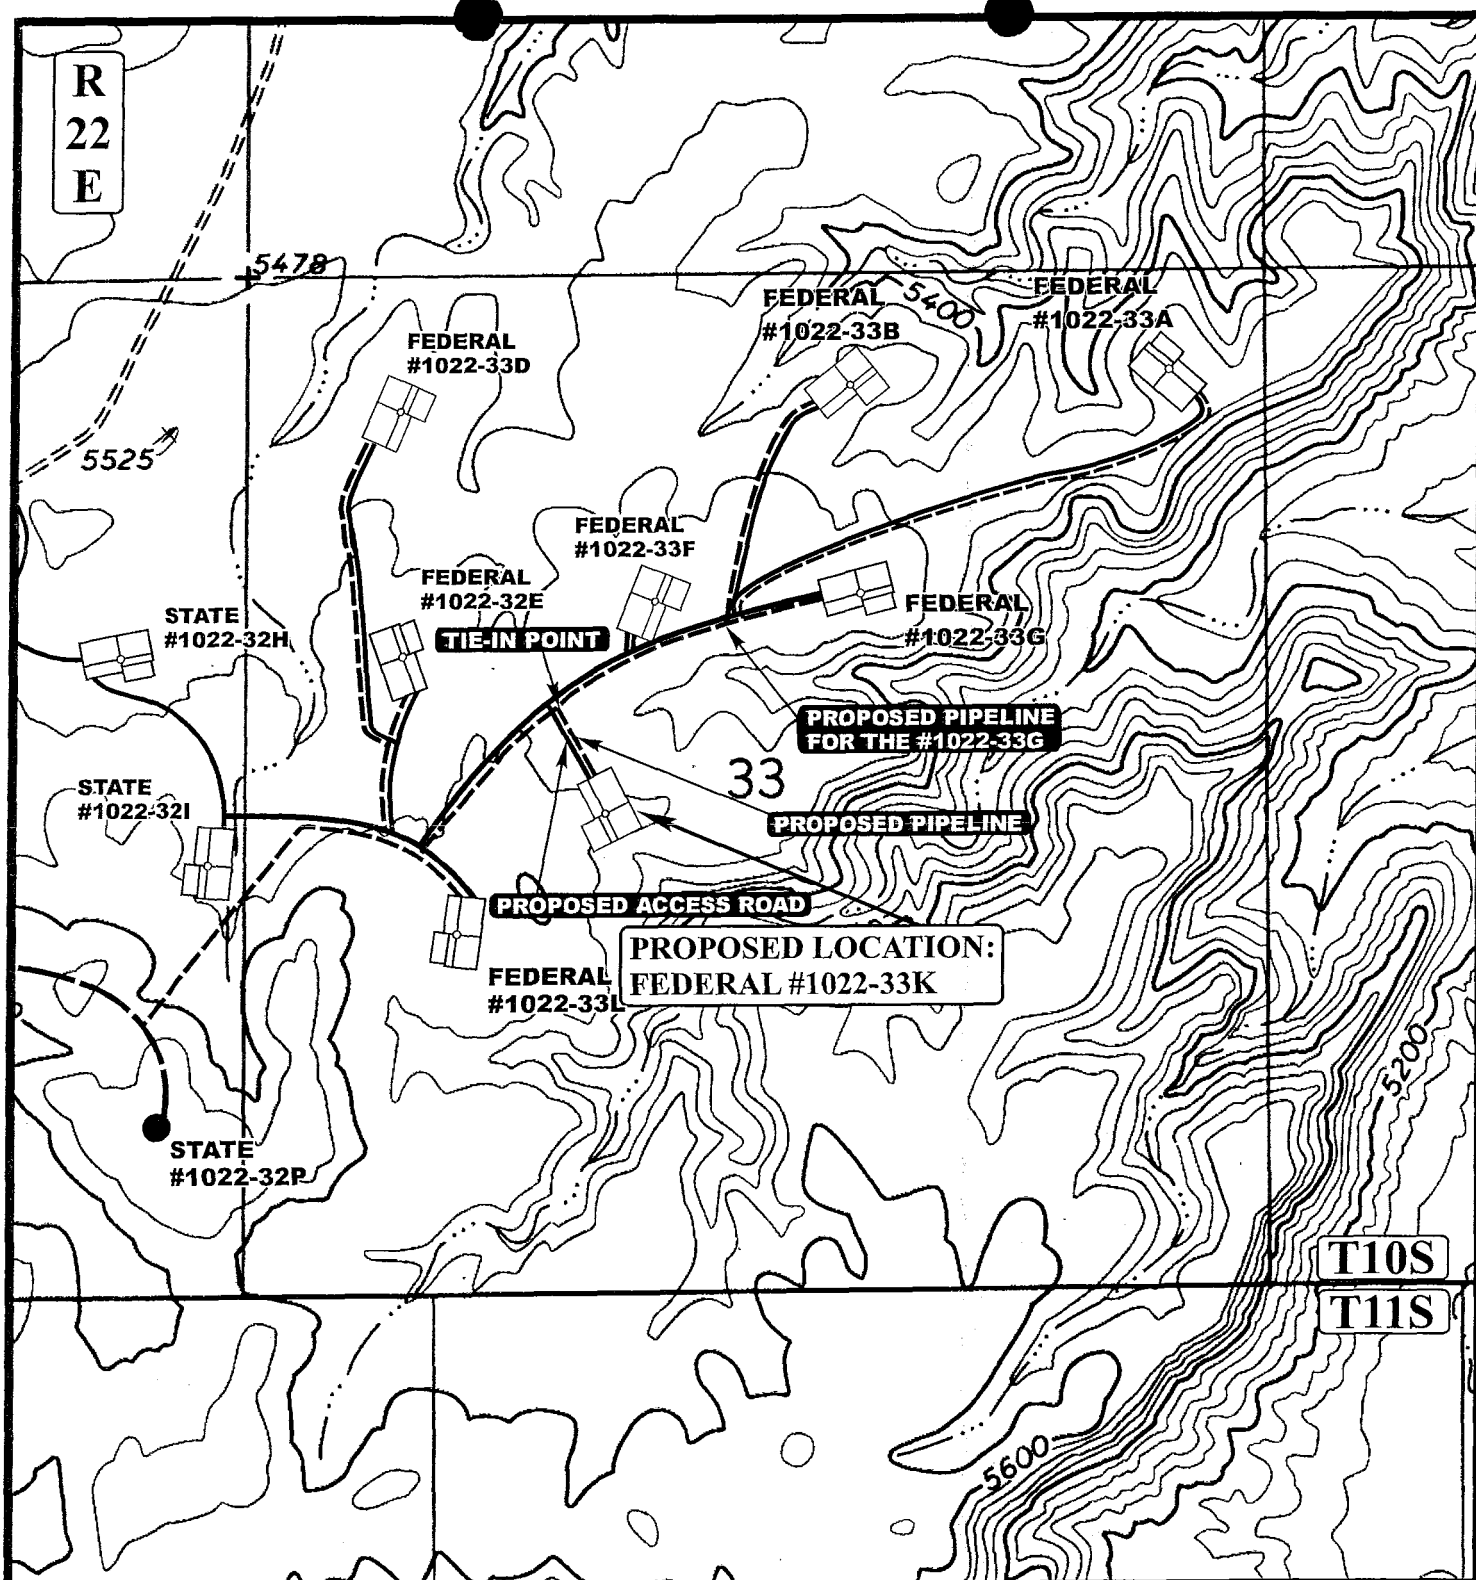 R
22
E
5478
FEDERAL
#1022-33D
FEDERAL
#1022-33B
5400
FEDERAL
#1022-33A
5525
FEDERAL
#1022-33F
FEDERAL
#1022-32E
STATE
#1022-32H
TIE-IN POINT
FEDERAL
#1022-33G
PROPOSED PIPELINE
FOR THE #1022-33G
33
STATE
#1022-32I
PROPOSED PIPELINE
PROPOSED ACCESS ROAD
PROPOSED LOCATION:
FEDERAL #1022-33K
FEDERAL
#1022-33L
5200
STATE
#1022-32P
T10S
T11S
5600